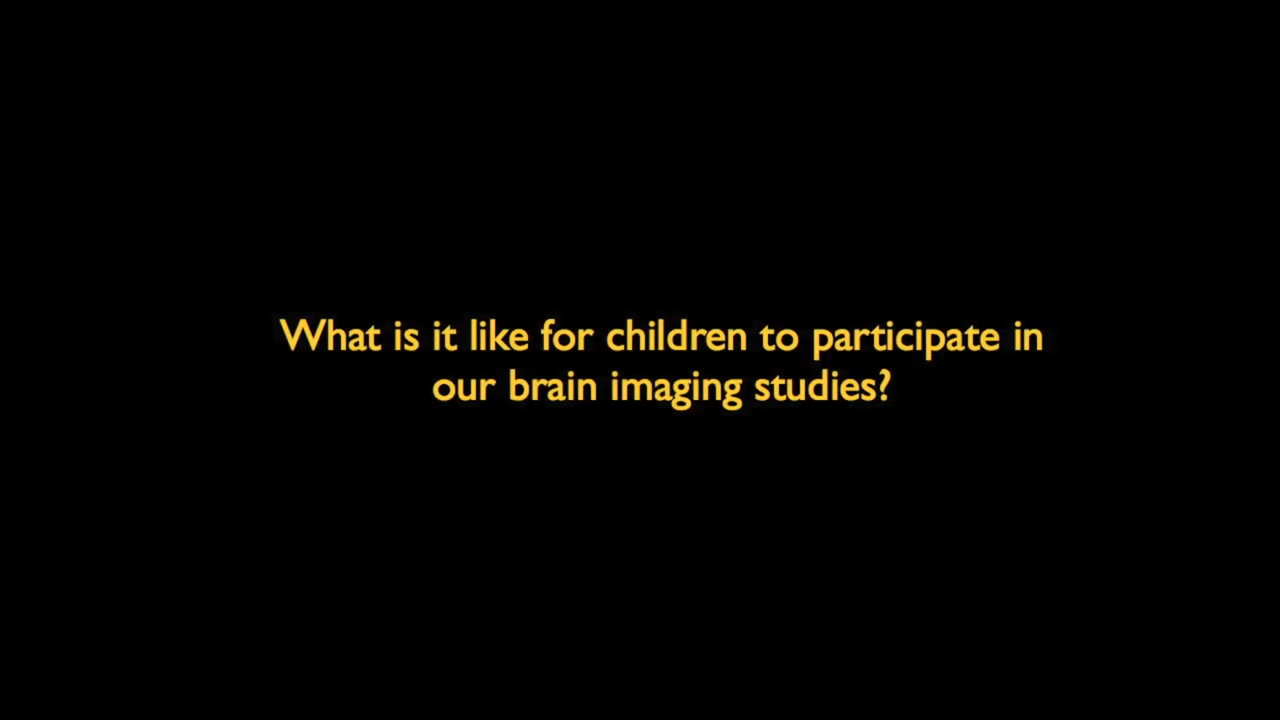 What is it like for children to participate in
our brain imaging studies?